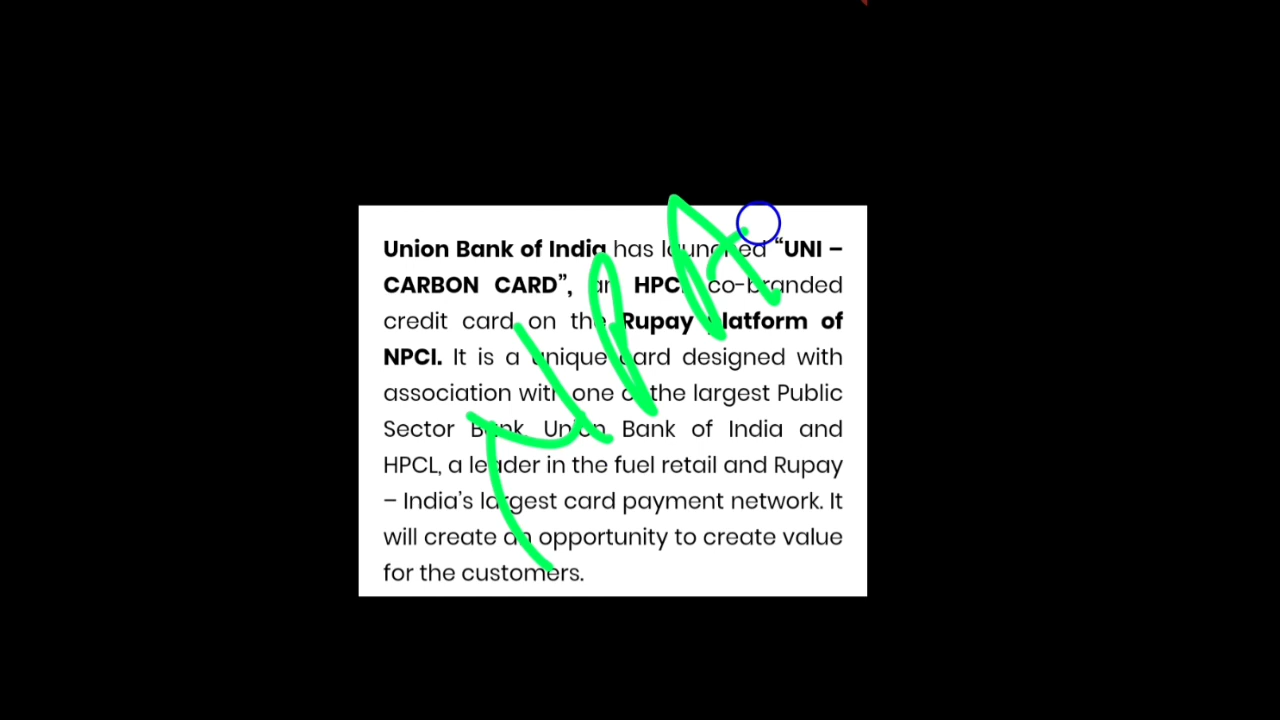 Union Bank of India has launched “UNI –
CARBON CARD”, an HPCL co-branded
credit card on the Rupay platform of
NPCI. It is a unique card designed with
association with one of the largest Public
Sector Bank, Union Bank of India and
HPCL, a leader in the fuel retail and Rupay
– India’s largest card payment network. It
will create an opportunity to create value
for the customers.
NPA